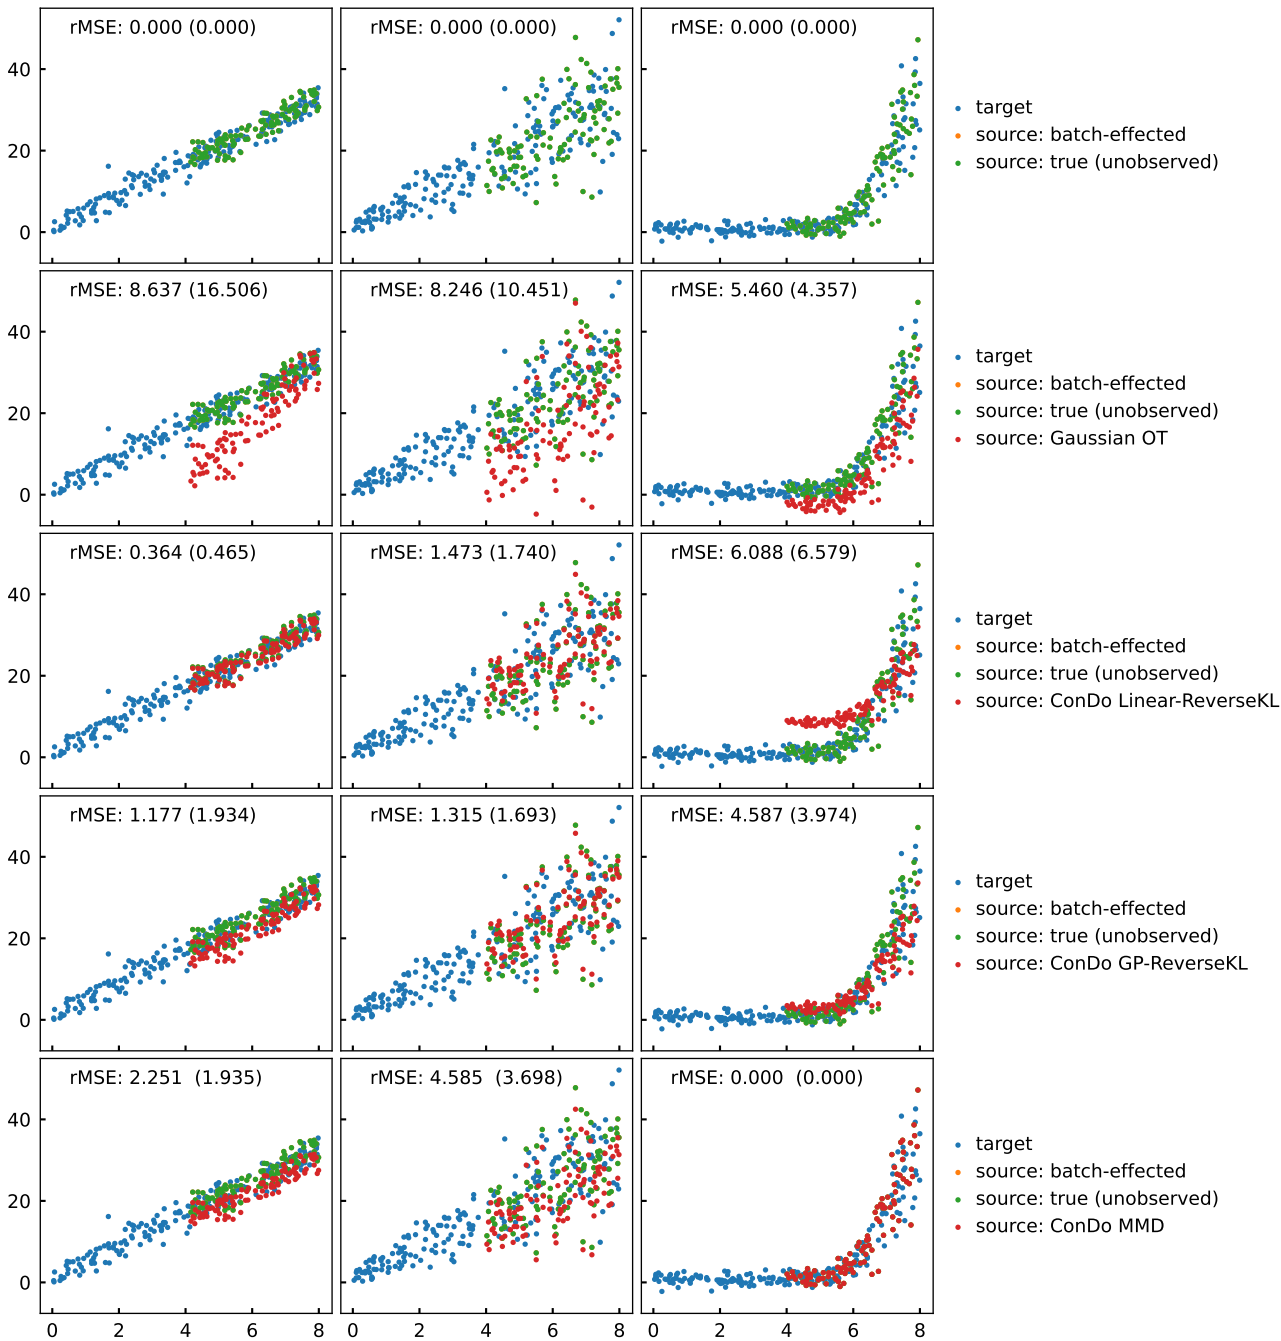 rMSE: 0.000 (0.000)
rMSE: 0.000 (0.000)
rMSE: 0.000 (0.000)
40
20
0
target
source: batch-effected
source: true (unobserved)
rMSE: 8.637 (16.506)
rMSE: 8.246 (10.451)
rMSE: 5.460 (4.357)
40
20
0
target
source: batch-effected
source: true (unobserved)
source: Gaussian OT
rMSE: 0.364 (0.465)
rMSE: 1.473 (1.740)
rMSE: 6.088 (6.579)
40
20
0
target
source: batch-effected
source: true (unobserved)
source: ConDo Linear-ReverseKL
rMSE: 1.177 (1.934)
rMSE: 1.315 (1.693)
rMSE: 4.587 (3.974)
40
20
0
target
source: batch-effected
source: true (unobserved)
source: ConDo GP-ReverseKL
rMSE: 2.251  (1.935)
rMSE: 4.585  (3.698)
rMSE: 0.000  (0.000)
40
20
0
target
source: batch-effected
source: true (unobserved)
source: ConDo MMD
0 2 4 6 8
0 2 4 6 8
0 2 4 6 8